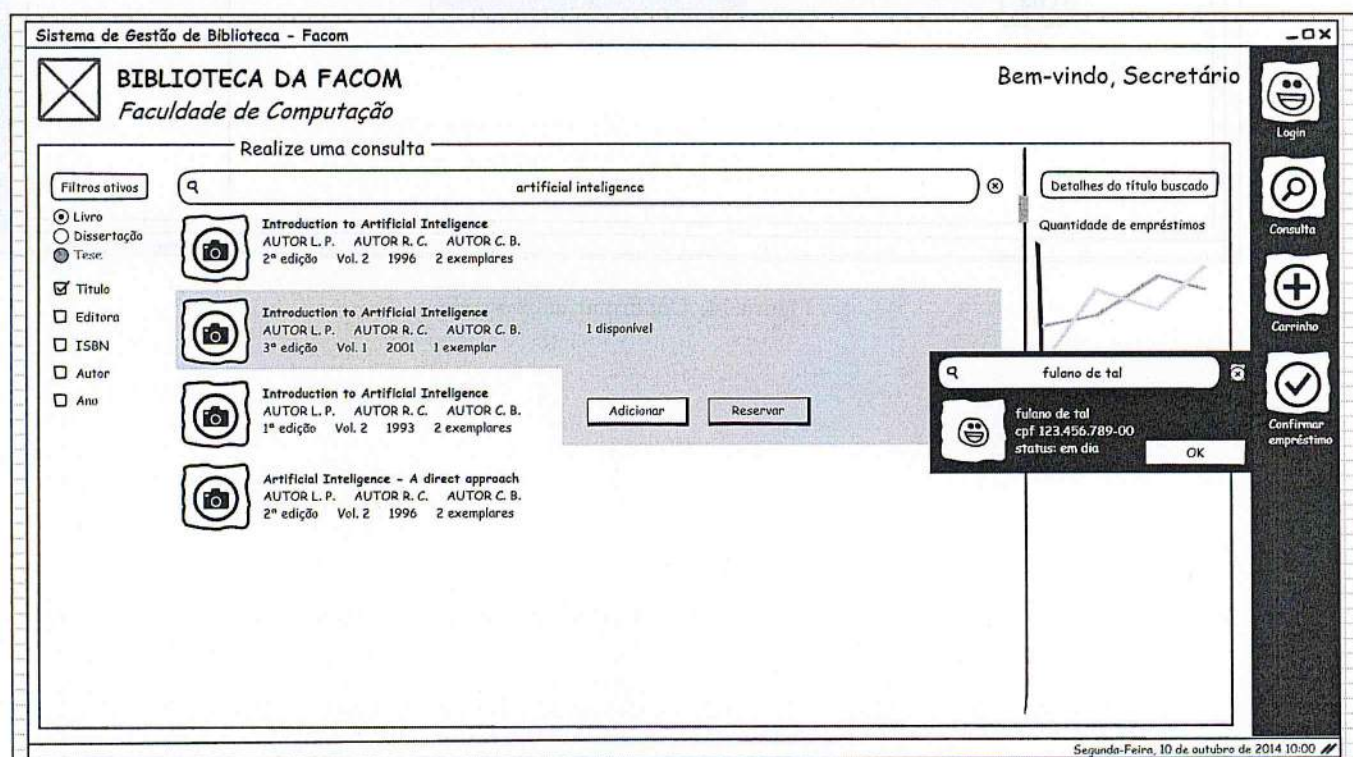 Sistema de Gestão de Biblioteca - Facom
BIBLIOTECA DA FACOM
Faculdade de Computação
Bem-vindo, Secretário
Realize uma consulta
Filtros ativos
Livro
Dissertação
Tese
Título
Editora
ISBN
Autor
Ano
artificial inteligence
Introduction to Artificial Inteligence
AUTOR L. P. AUTOR R. C. AUTOR C. B.
2ª edição Vol. 2 1996 2 exemplares
Introduction to Artificial Inteligence
AUTOR L. P. AUTOR R. C. AUTOR C. B.
3ª edição Vol. 1 2001 1 exemplar
1 disponível
Introduction to Artificial Inteligence
AUTOR L. P. AUTOR R. C. AUTOR C. B.
1ª edição Vol. 2 1993 2 exemplares
Adicionar Reservar
Artificial Inteligence - A direct approach
AUTOR L. P. AUTOR R. C. AUTOR C. B.
2ª edição Vol. 2 1996 2 exemplares
Detalhes do título buscado
Quantidade de empréstimos
fulano de tal
fulano de tal
cpf 123.456.789-00
status: em dia
OK
Login
Consulta
Carrinho
Confirmar
empréstimo
Segunda-Feira, 10 de outubro de 2014 10:00